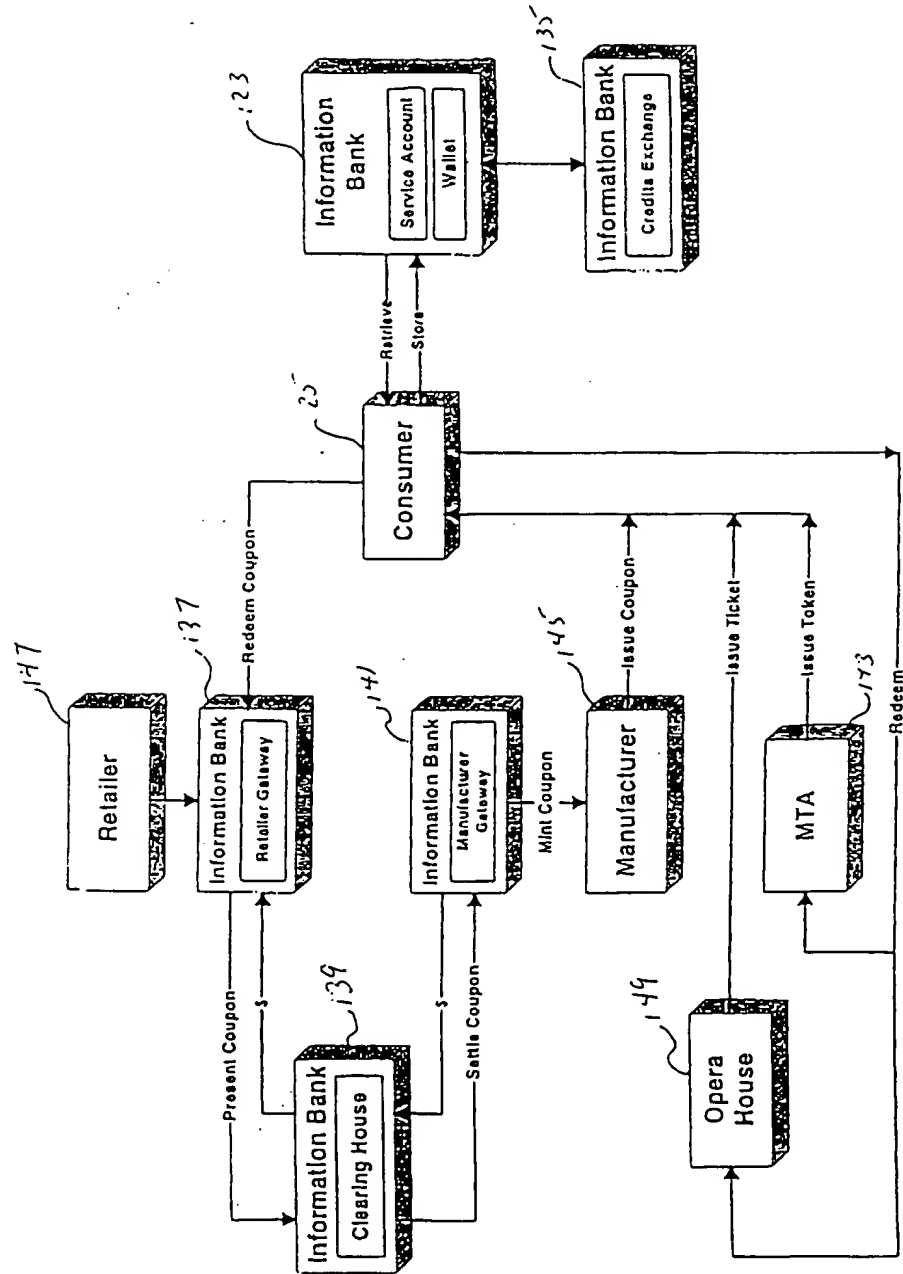 147
Retailer
137
Information Bank
Retailer Gateway
Redeem Coupon
Present Coupon
$
139
Information Bank
Clearing House
$
Settle Coupon
141
Information Bank
Manufacturer
Gateway
Mint Coupon
145
Manufacturer
Issue Coupon
25
Consumer
Retrieve
Store
123
Information
Bank
Service Account
Wallet
135
Information Bank
Credits Exchange
149
Opera
House
Issue Ticket
MTA
143
Issue Token
Redeem